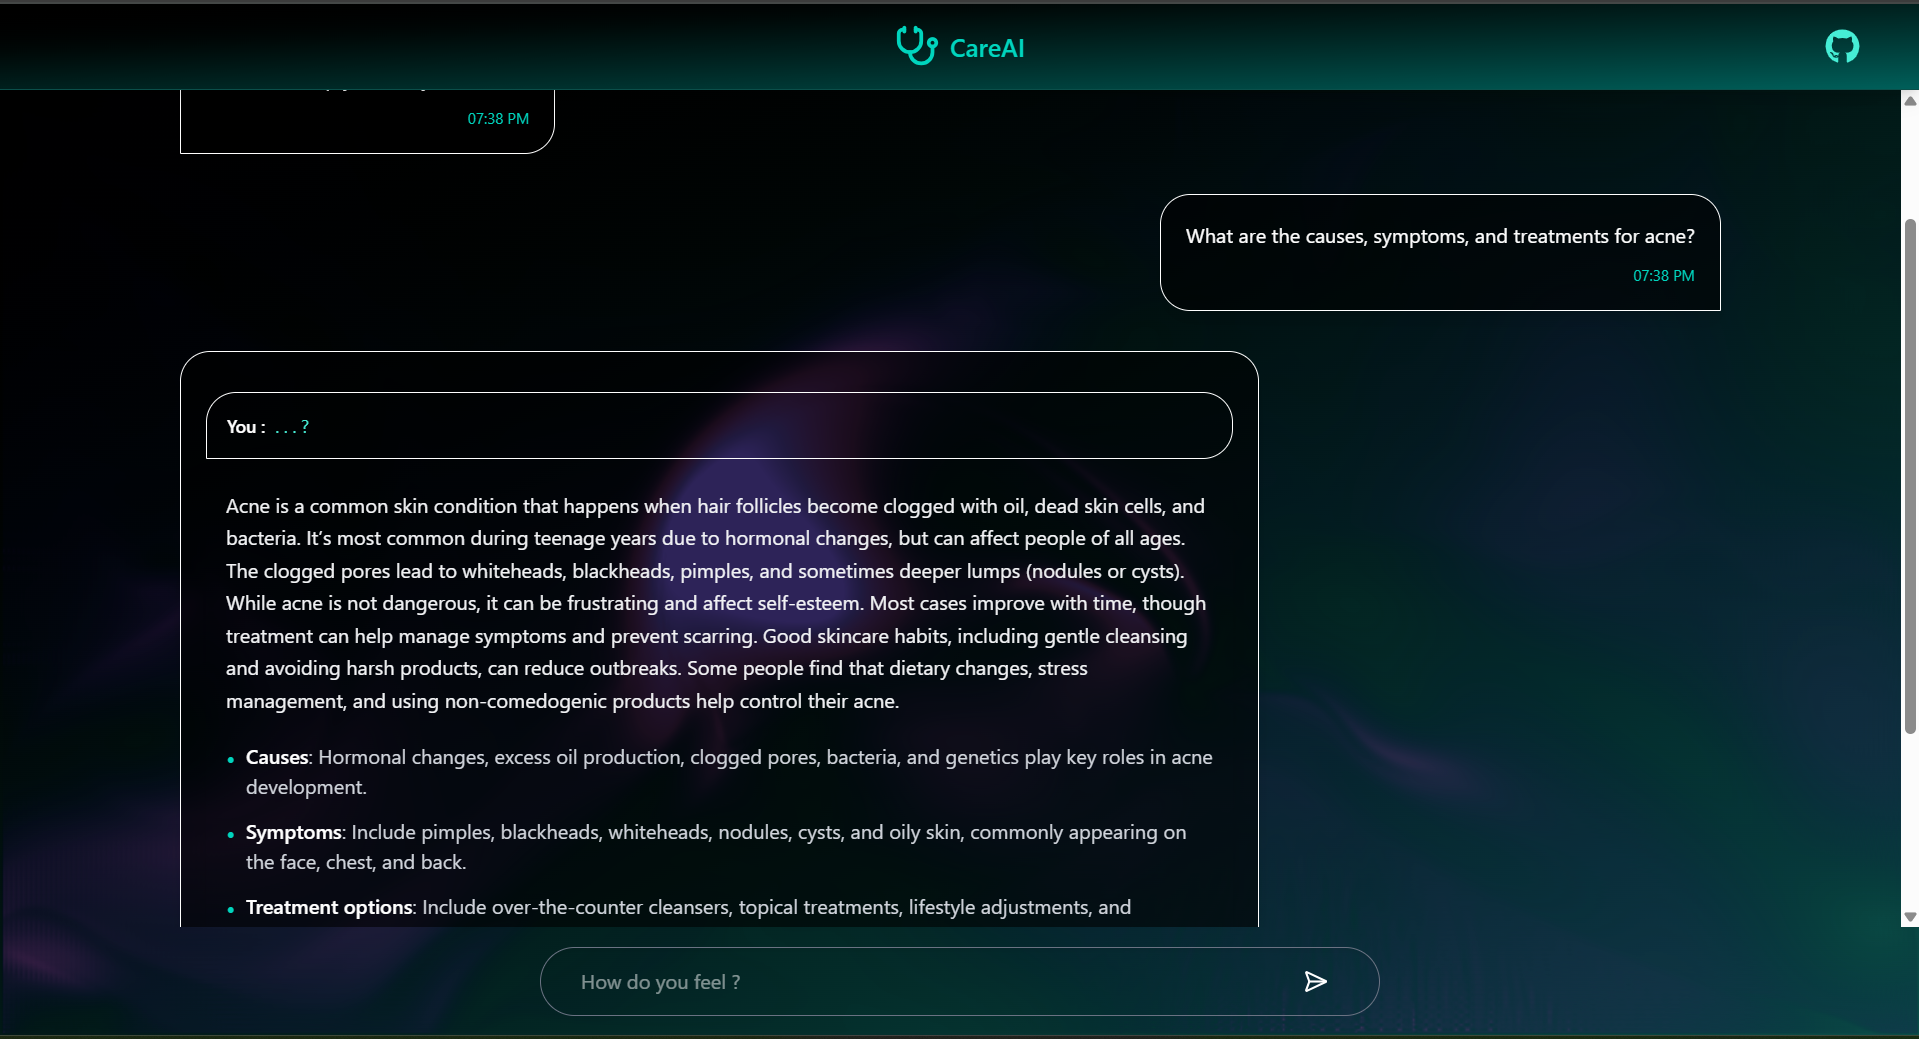 CareAI
07:38 PM
What are the causes, symptoms, and treatments for acne?
07:38 PM
You : . . . ?
Acne is a common skin condition that happens when hair follicles become clogged with oil, dead skin cells, and
bacteria. It’s most common during teenage years due to hormonal changes, but can affect people of all ages.
The clogged pores lead to whiteheads, blackheads, pimples, and sometimes deeper lumps (nodules or cysts).
While acne is not dangerous, it can be frustrating and affect self-esteem. Most cases improve with time, though
treatment can help manage symptoms and prevent scarring. Good skincare habits, including gentle cleansing
and avoiding harsh products, can reduce outbreaks. Some people find that dietary changes, stress
management, and using non-comedogenic products help control their acne.
• Causes: Hormonal changes, excess oil production, clogged pores, bacteria, and genetics play key roles in acne
development.
• Symptoms: Include pimples, blackheads, whiteheads, nodules, cysts, and oily skin, commonly appearing on
the face, chest, and back.
• Treatment options: Include over-the-counter cleansers, topical treatments, lifestyle adjustments, and
How do you feel ?